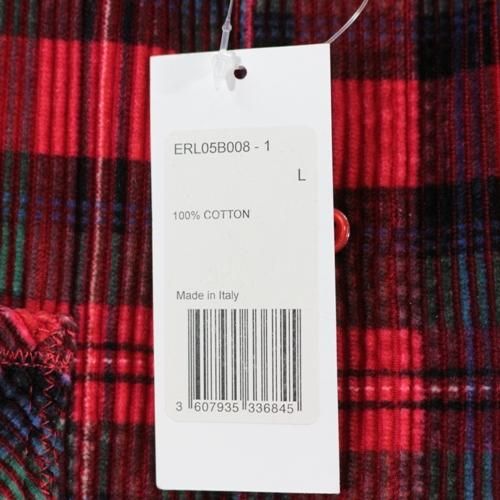 ERL05B008 - 1
L
100% COTTON
Made in Italy
3 607935 336845